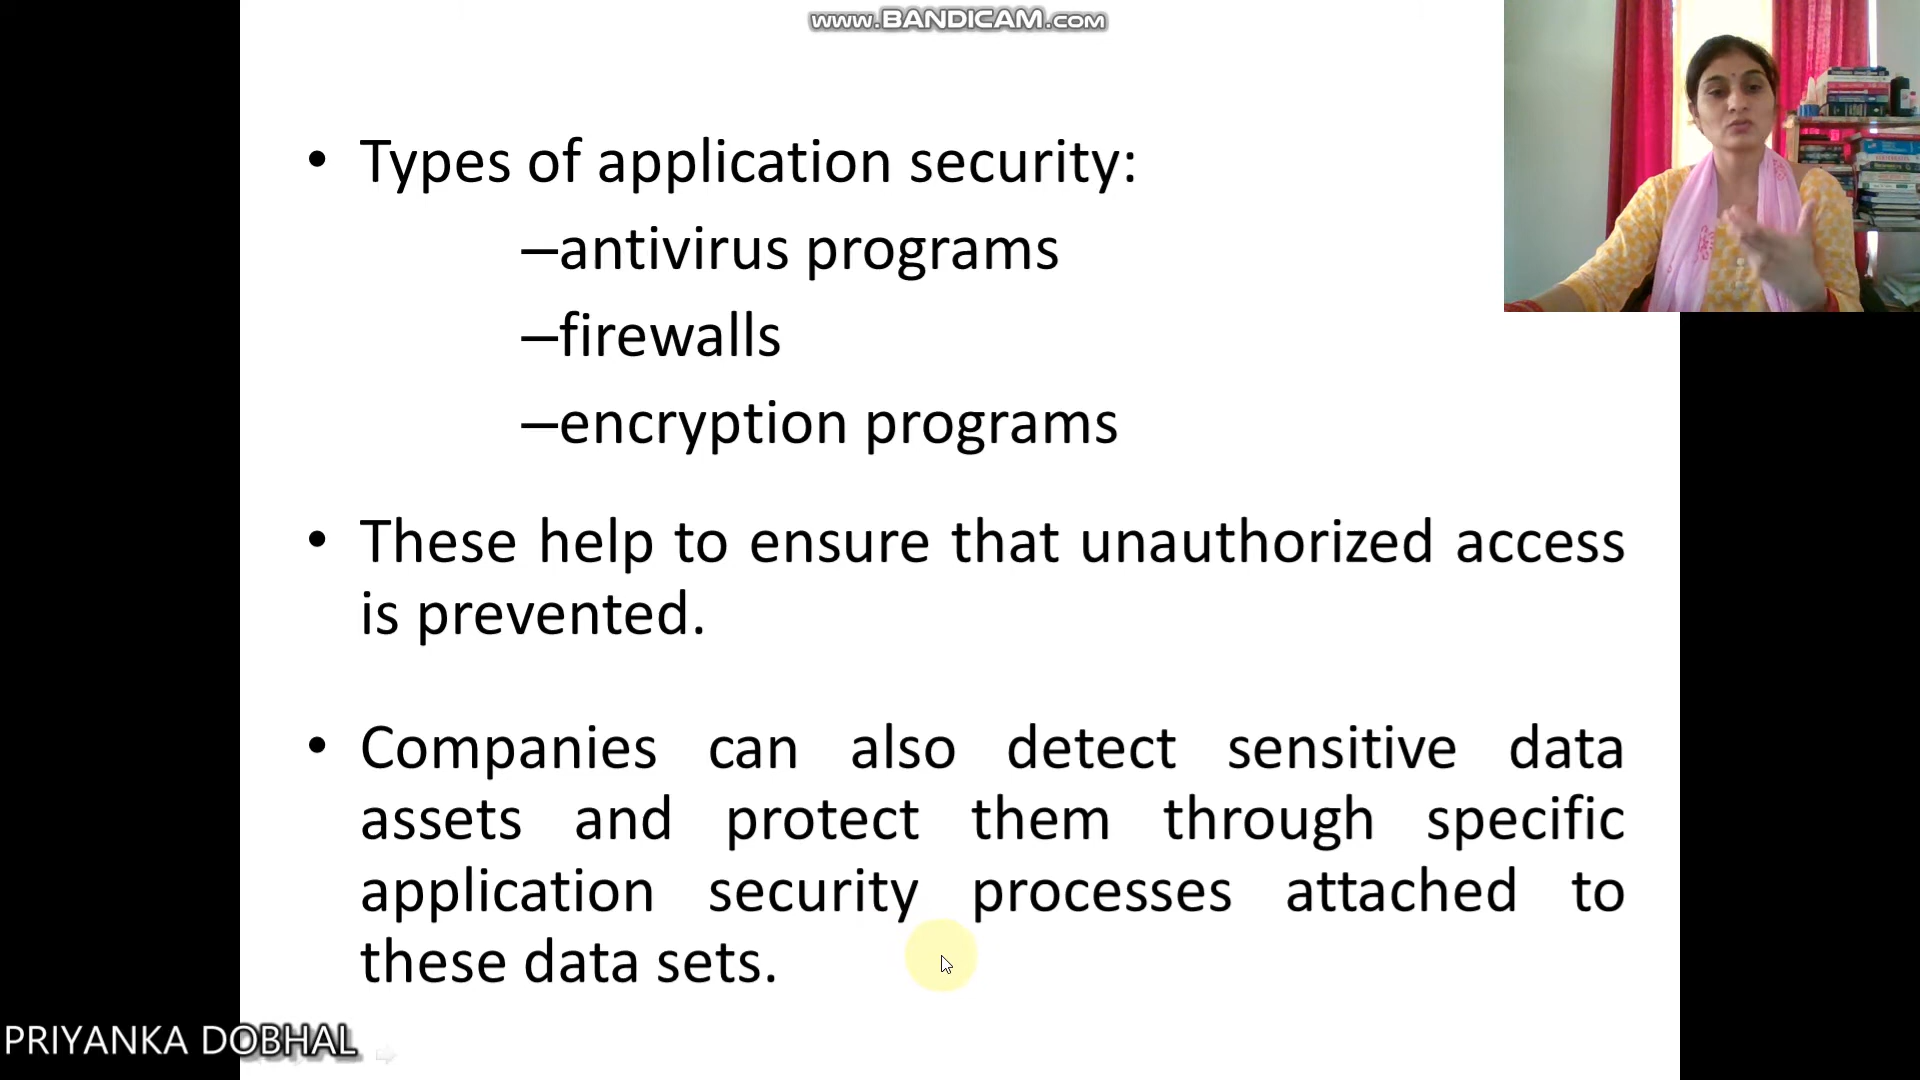 www.BANDICAM.com
• Types of application security:
–antivirus programs
–firewalls
–encryption programs
• These help to ensure that unauthorized access
is prevented.
• Companies can also detect sensitive data
assets and protect them through specific
application security processes attached to
these data sets.
PRIYANKA DOBHAL